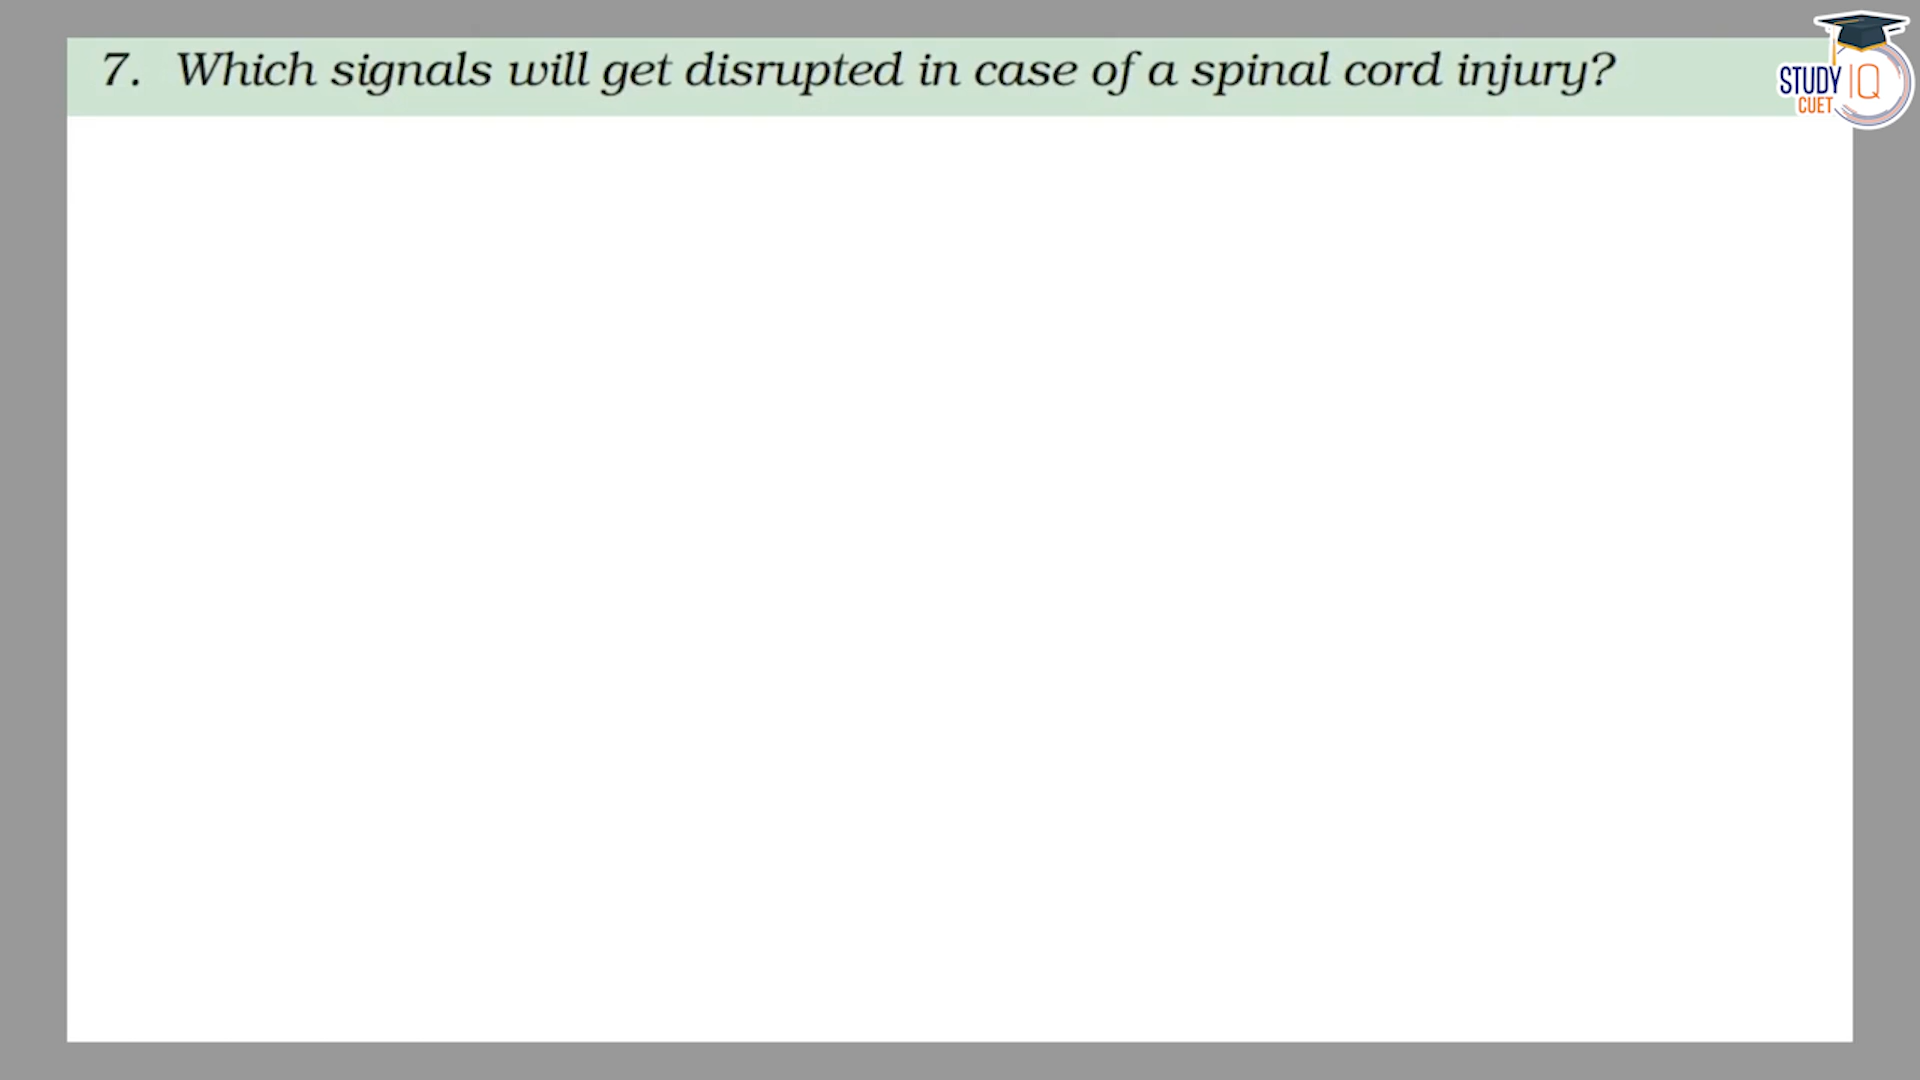 7. Which signals will get disrupted in case of a spinal cord injury?
STUDY IQ
CUET